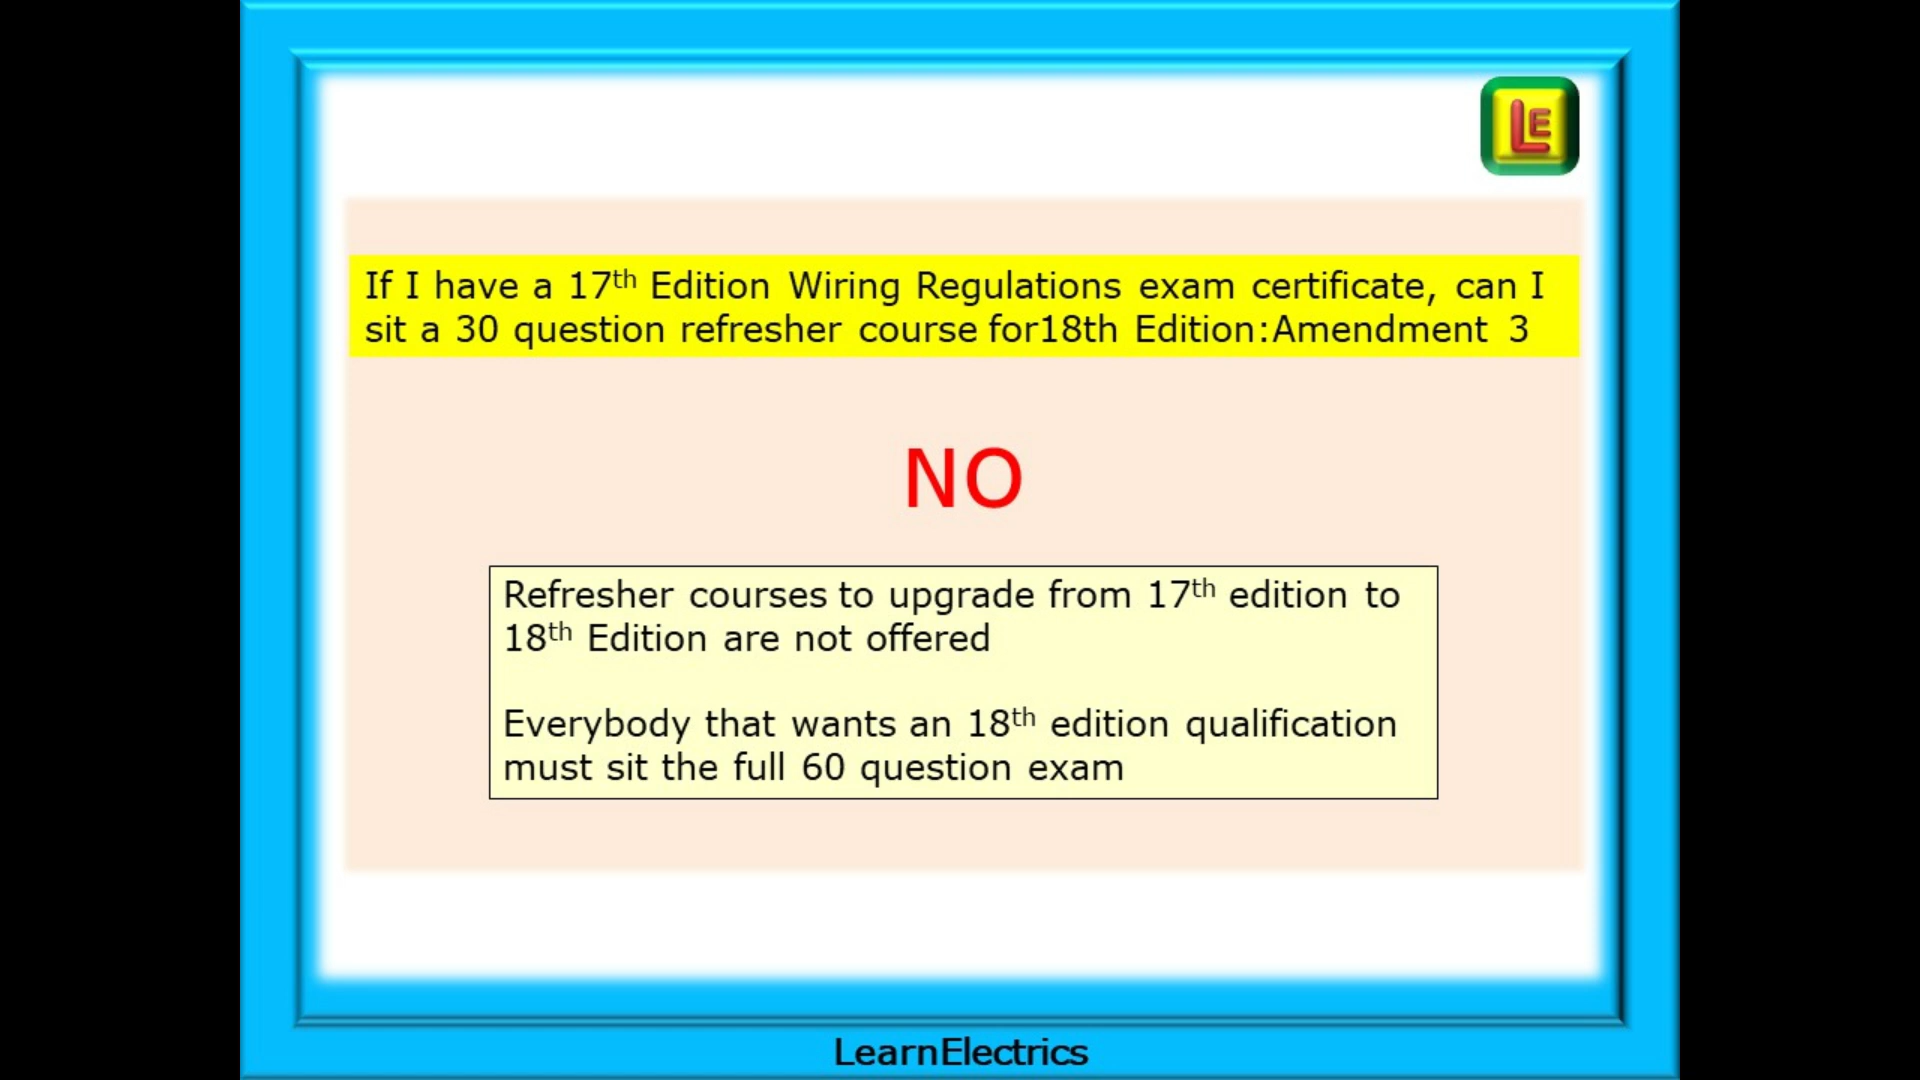 LE
If I have a 17th Edition Wiring Regulations exam certificate, can I
sit a 30 question refresher course for18th Edition:Amendment 3
NO
Refresher courses to upgrade from 17th edition to
18th Edition are not offered
Everybody that wants an 18th edition qualification
must sit the full 60 question exam
LearnElectrics